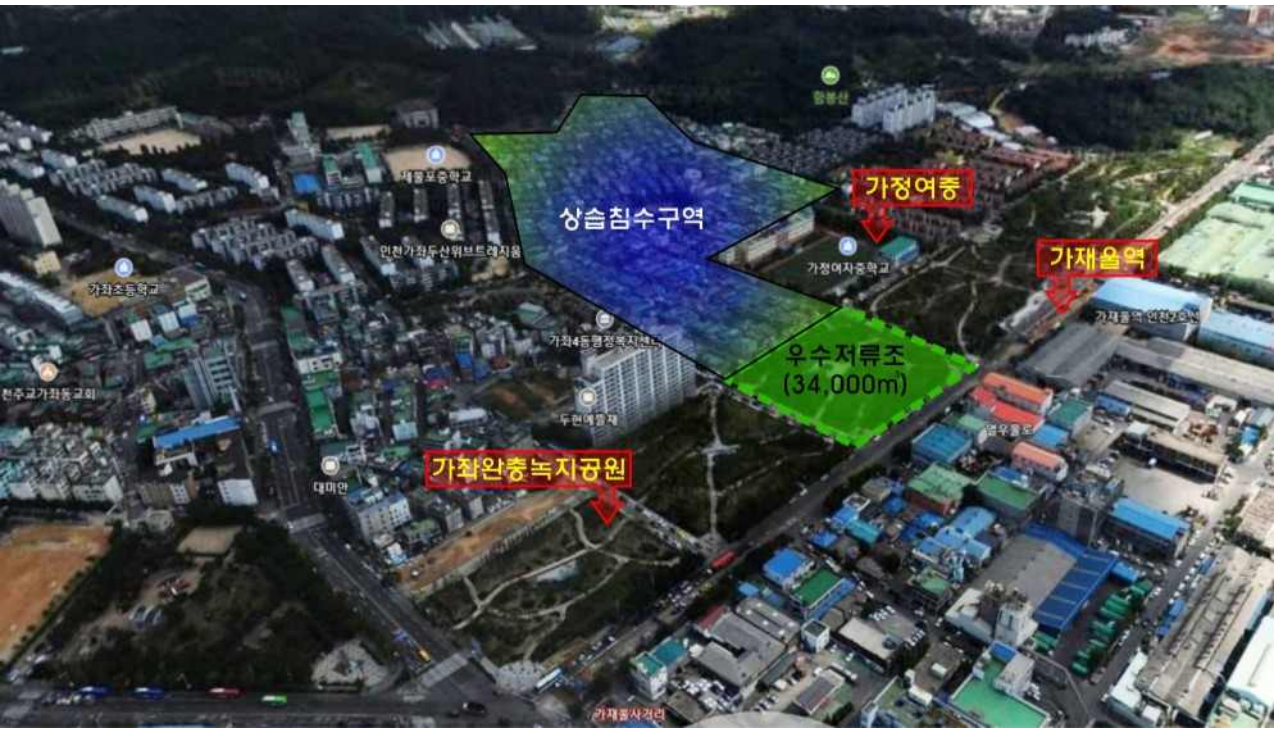 함봉산
제물포중학교
가정여중
상습침수구역
인천가좌두산위브트레지움
가정여자중학교
가재울역
가좌초등학교
가재울역 인천2호선
가좌4동행정복지센터
우수저류조
(34,000㎥)
천주교가좌동교회
두현예뜰재
열우물로
가좌완충녹지공원
대미안
가재울사거리